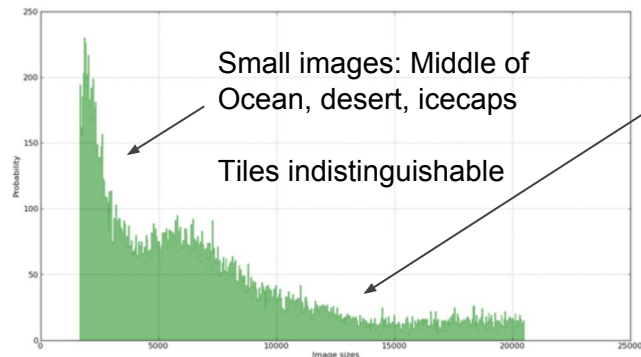 250
200
150
100
50
0
Probability
Small images: Middle of
Ocean, desert, icecaps
Tiles indistinguishable
0 5000 10000 15000 20000 25000
Image sizes